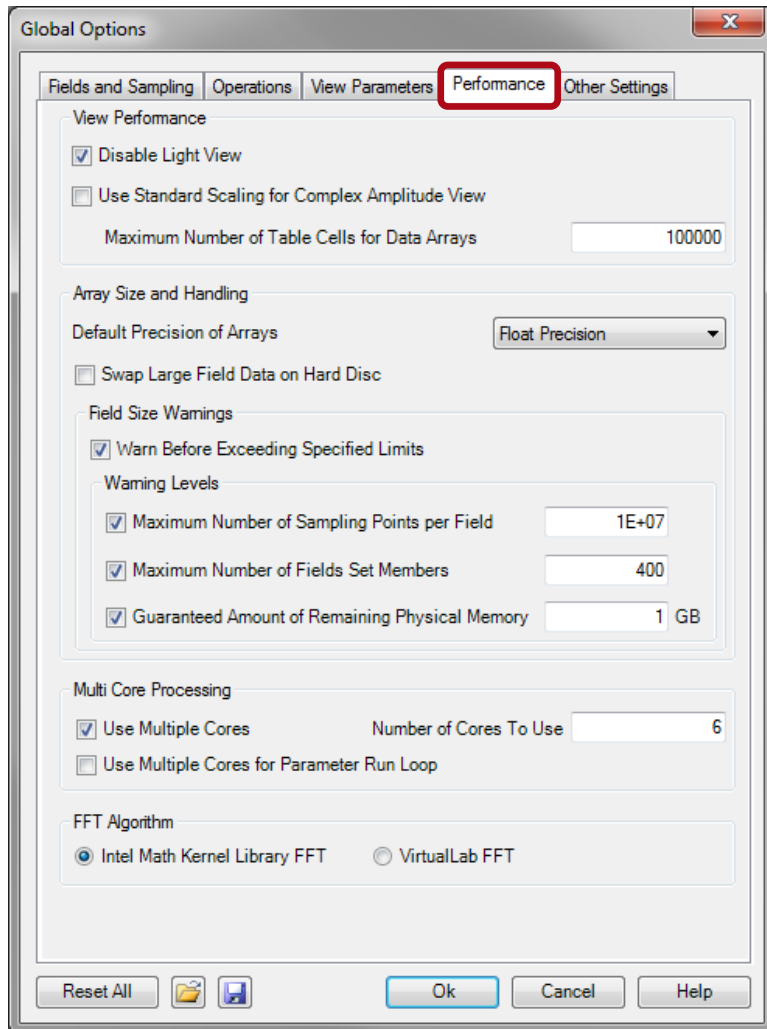 Global Options
Fields and Sampling Operations View Parameters Performance Other Settings
View Performance
Disable Light View
Use Standard Scaling for Complex Amplitude View
Maximum Number of Table Cells for Data Arrays 100000
Array Size and Handling
Default Precision of Arrays Float Precision
Swap Large Field Data on Hard Disc
Field Size Warnings
Warn Before Exceeding Specified Limits
Warning Levels
Maximum Number of Sampling Points per Field 1E+07
Maximum Number of Fields Set Members 400
Guaranteed Amount of Remaining Physical Memory 1 GB
Multi Core Processing
Use Multiple Cores Number of Cores To Use 6
Use Multiple Cores for Parameter Run Loop
FFT Algorithm
Intel Math Kernel Library FFT VirtualLab FFT
Reset All Ok Cancel Help